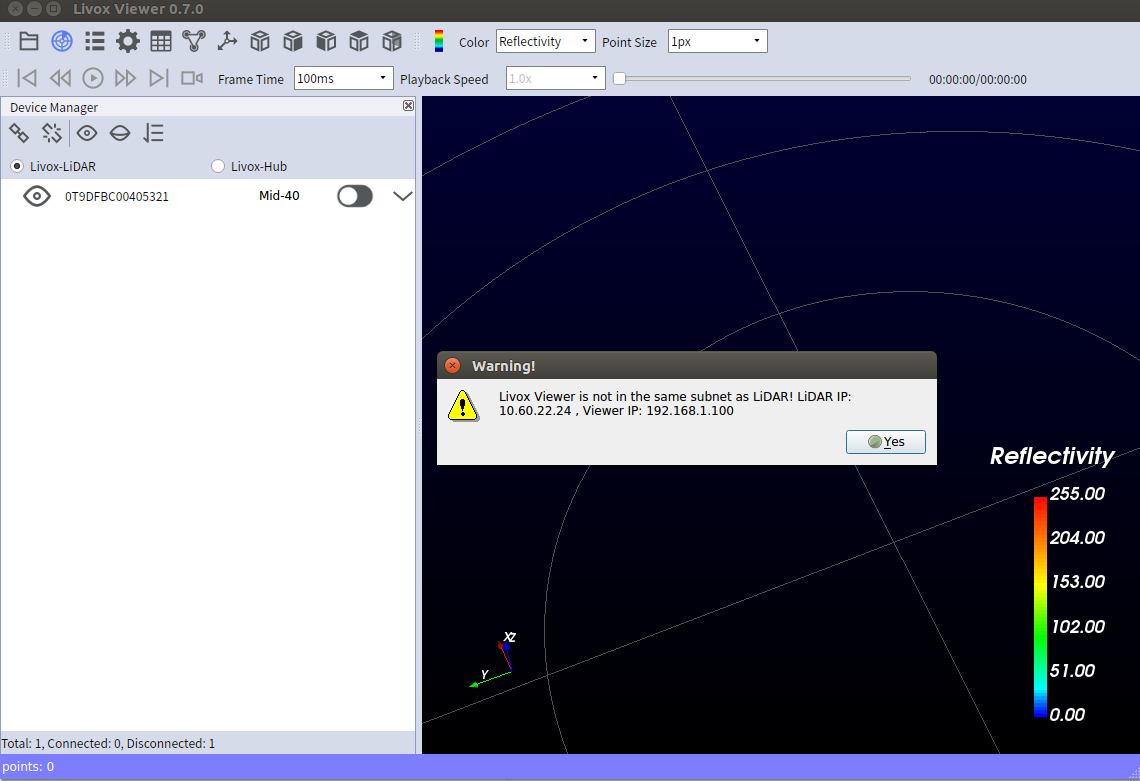 Livox Viewer 0.7.0
Color Reflectivity Point Size 1px
Frame Time 100ms Playback Speed 1.0x 00:00:00/00:00:00
Device Manager
Livox-LiDAR Livox-Hub
0T9DFBC00405321 Mid-40
Warning!
Livox Viewer is not in the same subnet as LiDAR! LiDAR IP:
10.60.22.24 , Viewer IP: 192.168.1.100
Yes
Reflectivity
255.00
204.00
153.00
102.00
51.00
0.00
XZ
Y
Total: 1, Connected: 0, Disconnected: 1
points: 0